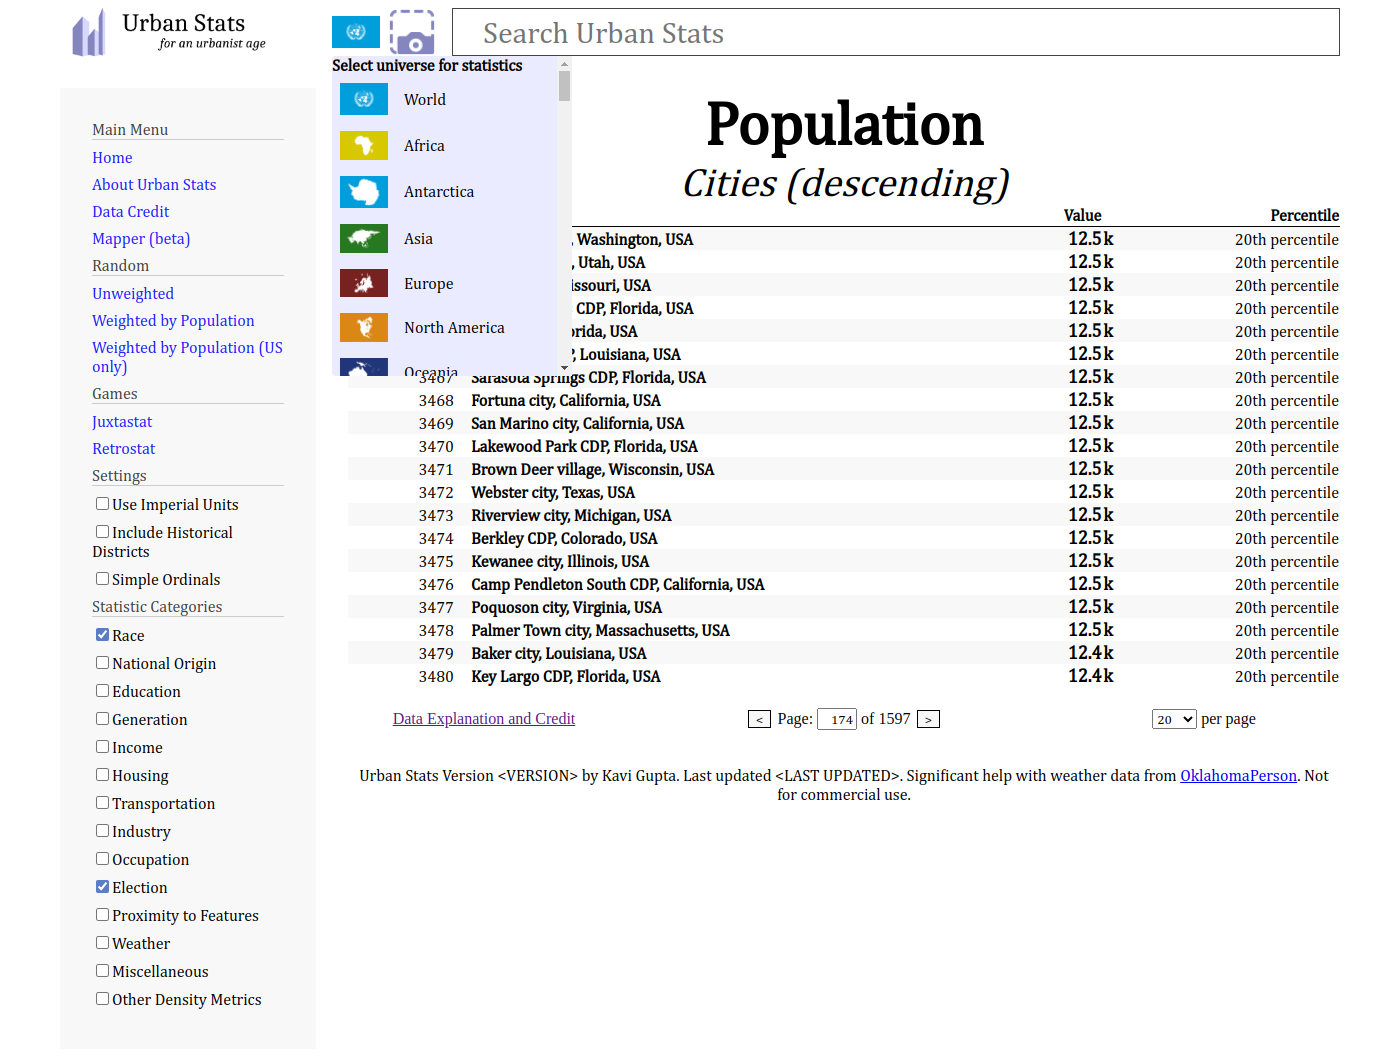 Urban Stats
for an urbanist age
Search Urban Stats
Select universe for statistics
World
Africa
Antarctica
Asia
Europe
North America
Oceania
Main Menu
Home
About Urban Stats
Data Credit
Mapper (beta)
Random
Unweighted
Weighted by Population
Weighted by Population (US
only)
Games
Juxtastat
Retrostat
Settings
Use Imperial Units
Include Historical
Districts
Simple Ordinals
Statistic Categories
Race
National Origin
Education
Generation
Income
Housing
Transportation
Industry
Occupation
Election
Proximity to Features
Weather
Miscellaneous
Other Density Metrics
Population
Cities (descending)
Value Percentile
, Washington, USA 12.5k 20th percentile
, Utah, USA 12.5k 20th percentile
issouri, USA 12.5k 20th percentile
CDP, Florida, USA 12.5k 20th percentile
orida, USA 12.5k 20th percentile
P, Louisiana, USA 12.5k 20th percentile
3467 Sarasota Springs CDP, Florida, USA 12.5k 20th percentile
3468 Fortuna city, California, USA 12.5k 20th percentile
3469 San Marino city, California, USA 12.5k 20th percentile
3470 Lakewood Park CDP, Florida, USA 12.5k 20th percentile
3471 Brown Deer village, Wisconsin, USA 12.5k 20th percentile
3472 Webster city, Texas, USA 12.5k 20th percentile
3473 Riverview city, Michigan, USA 12.5k 20th percentile
3474 Berkley CDP, Colorado, USA 12.5k 20th percentile
3475 Kewanee city, Illinois, USA 12.5k 20th percentile
3476 Camp Pendleton South CDP, California, USA 12.5k 20th percentile
3477 Poquoson city, Virginia, USA 12.5k 20th percentile
3478 Palmer Town city, Massachusetts, USA 12.5k 20th percentile
3479 Baker city, Louisiana, USA 12.4k 20th percentile
3480 Key Largo CDP, Florida, USA 12.4k 20th percentile
Data Explanation and Credit < Page: 174 of 1597 > 20 per page
Urban Stats Version <VERSION> by Kavi Gupta. Last updated <LAST UPDATED>. Significant help with weather data from OklahomaPerson. Not
for commercial use.